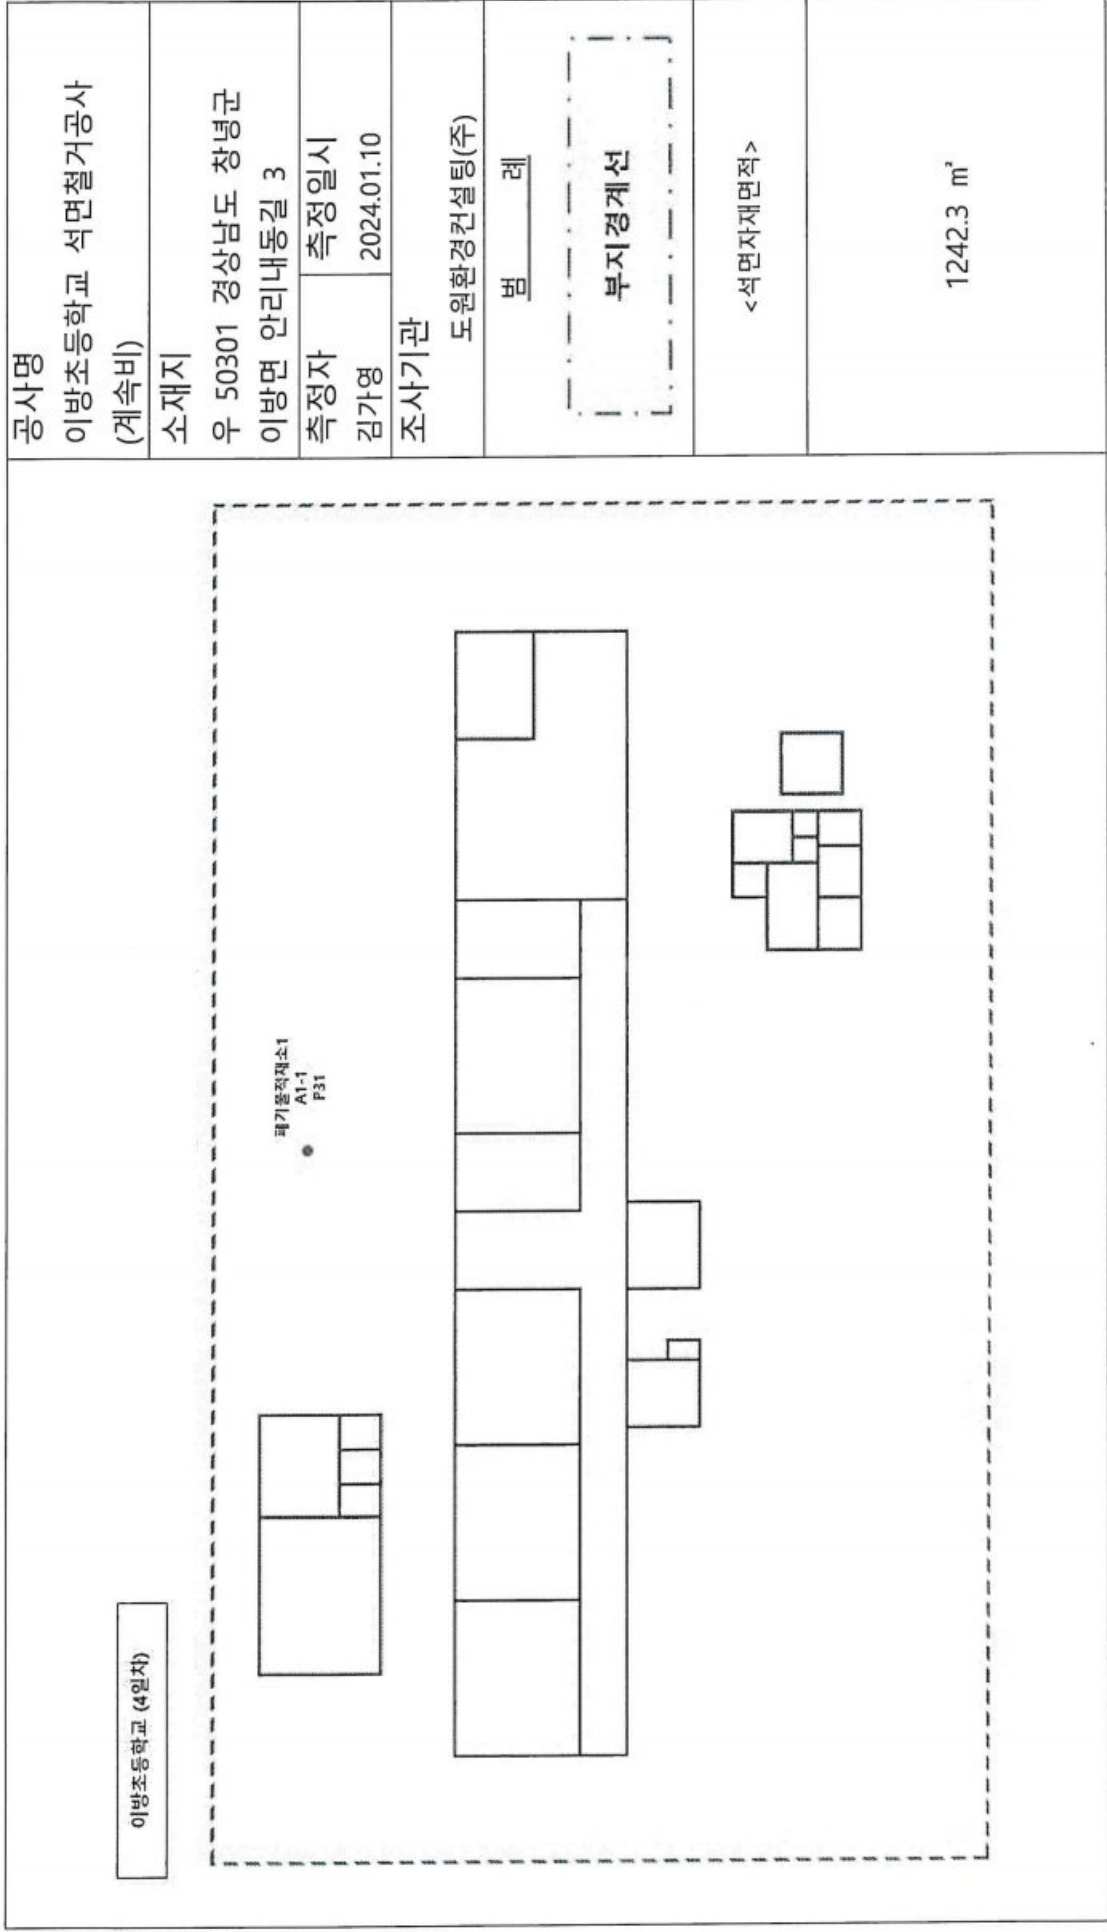 이방초등학교 (4일차)
폐기물적재소1
A1-1
P31
공사명
이방초등학교 석면철거공사
(계속비)
소재지
우 50301 경상남도 창녕군
이방면 안리내동길 3
측정자
측정일시
김가영
2024.01.10
조사기관
도원환경컨설팅(주)
범 례
부지경계선
<석면자재면적>
1242.3 ㎡